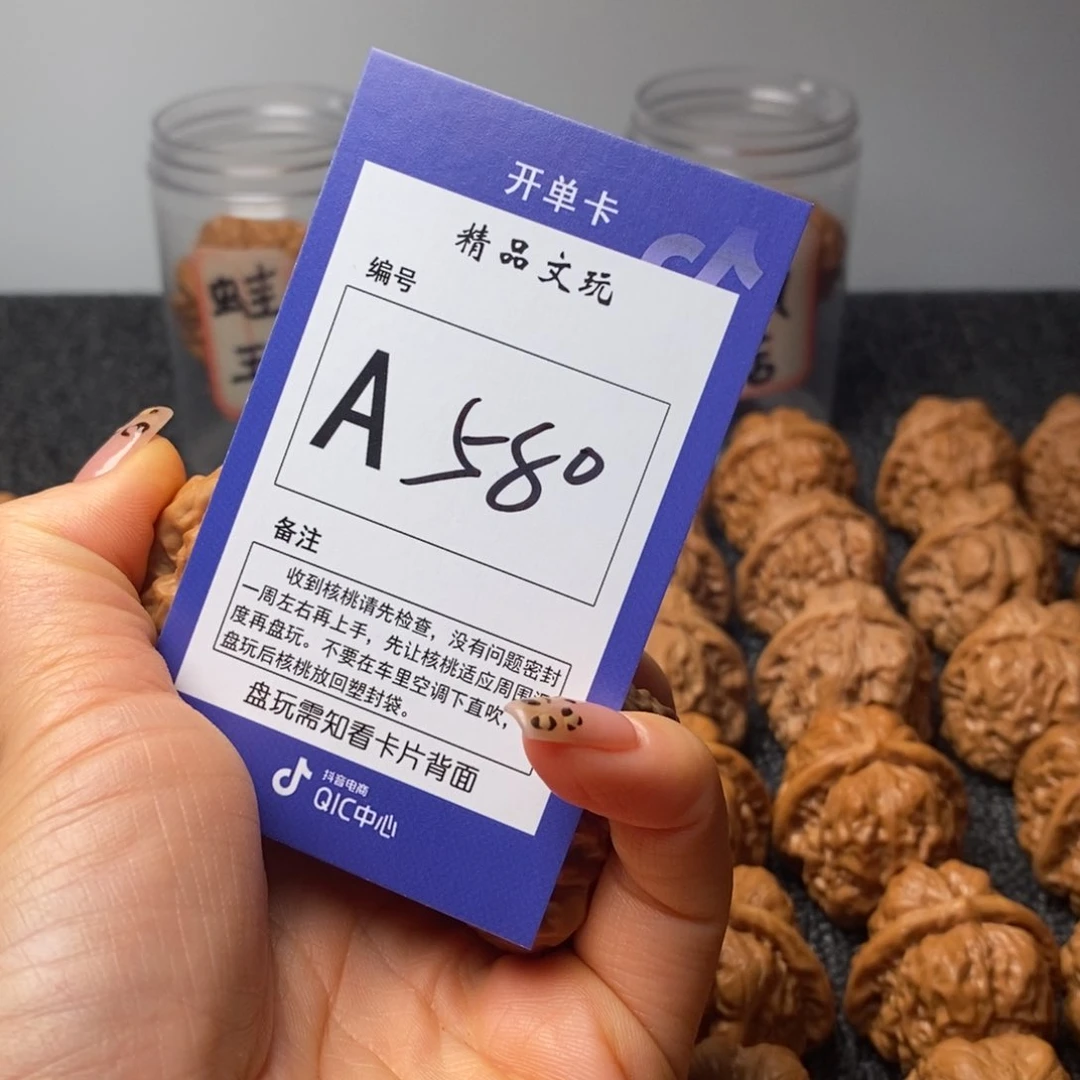 开单卡
精品文玩
编号
A 580
备注
收到核桃请先检查，没有问题密封
一周左右再上手，先让核桃适应周围
度再盘玩。不要在车里空调下直吹，
盘玩后核桃放回塑封袋。
盘玩需知看卡片背面
抖音电商
QIC中心
蛙
王